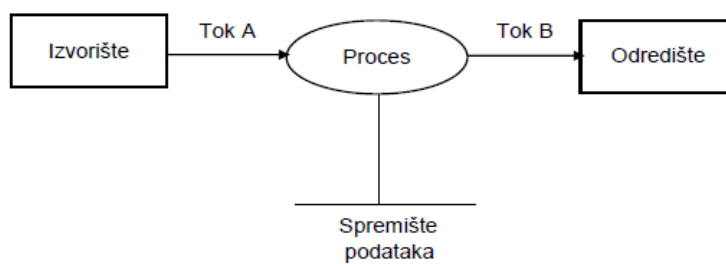 Izvorište
Tok A
Proces
Tok B
Odredište
Spremište
podataka